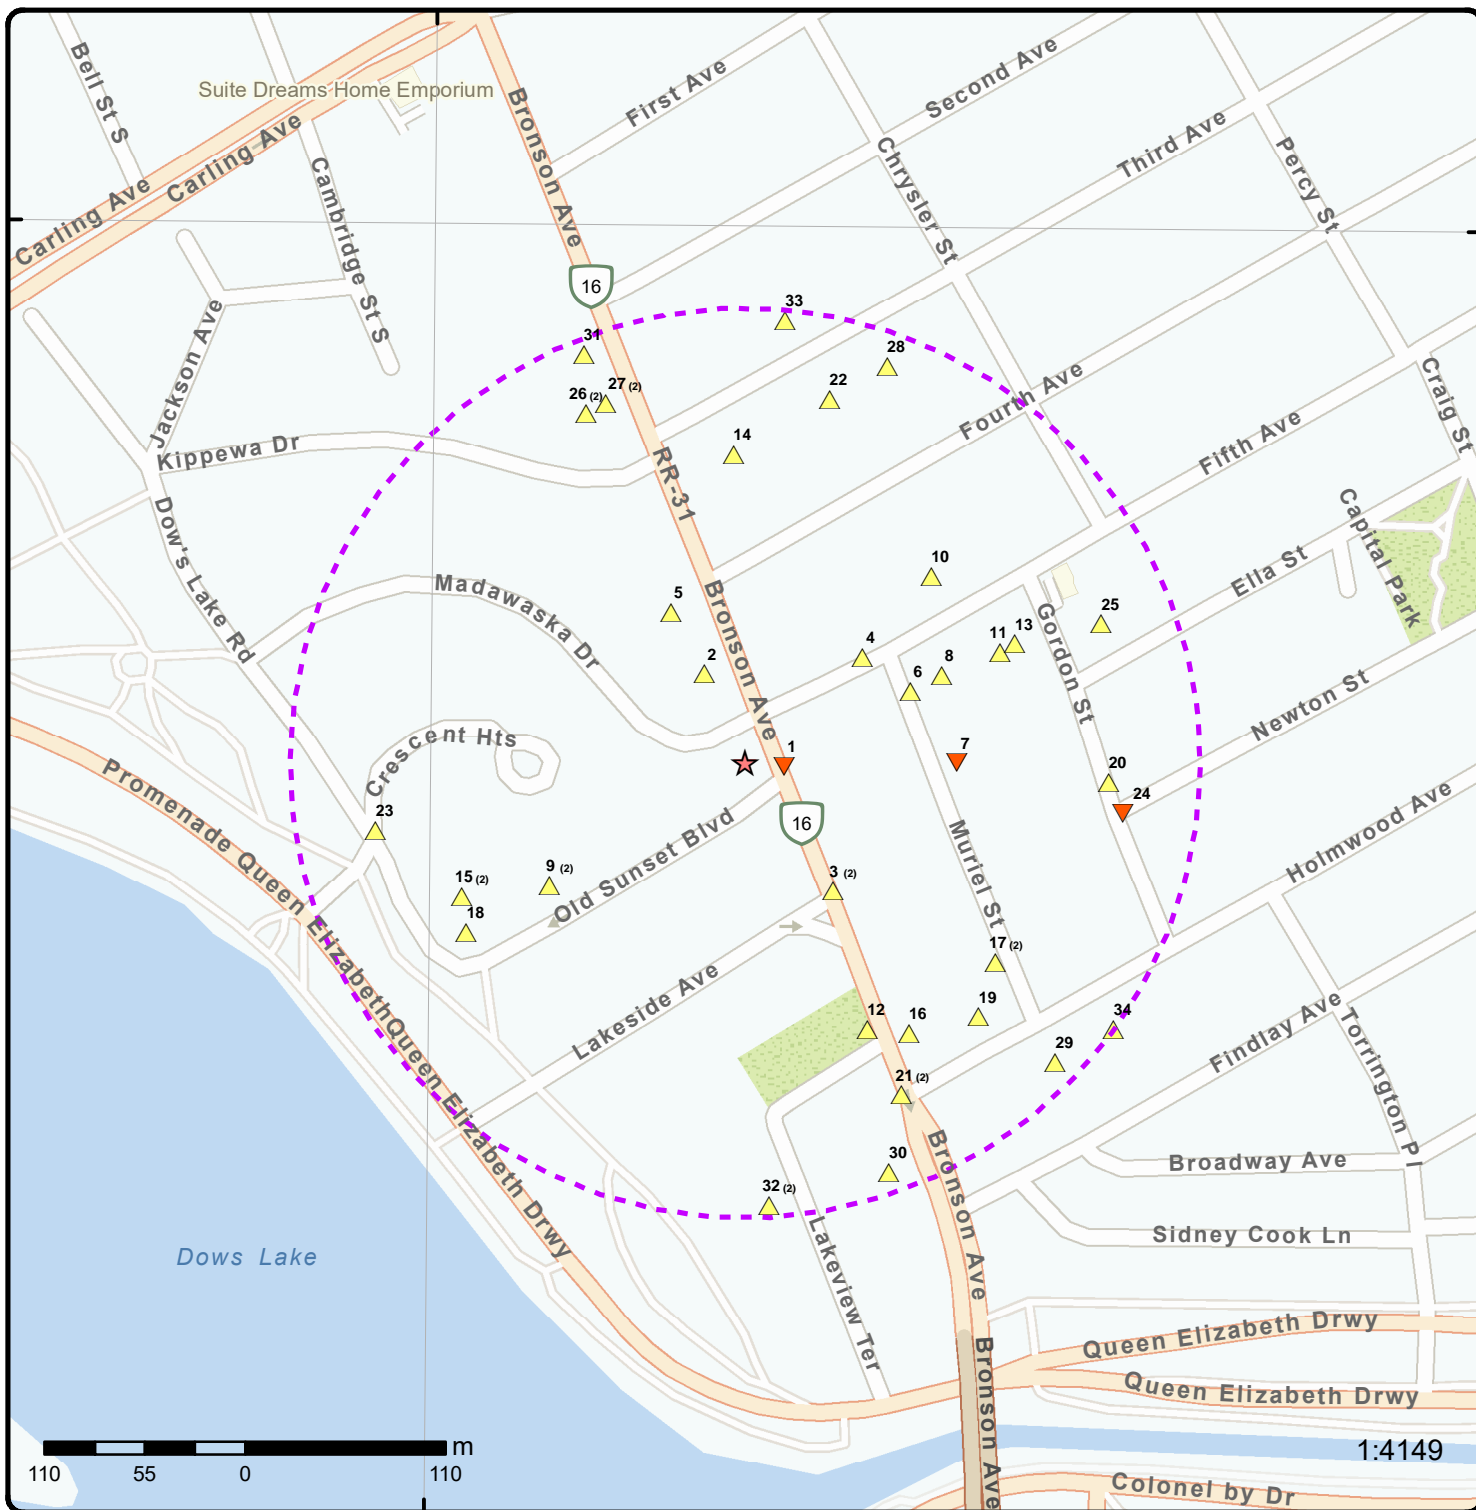 Bell St S
Suite Dreams Home Emporium
Carling Ave
Carling Ave
Cambridge St S
Bronson Ave
First Ave
Second Ave
Third Ave
Chrysler St
Percy St
16
Jackson Ave
Kippewa Dr
33
31
28
27 (2)
26 (2)
22
14
RR-31
Fourth Ave
Fifth Ave
Craig St
Capital Park
Dow's Lake Rd
Madawaska Dr
Bronson Ave
10
5
4
2
6
8
11
13
25
Gordon St
Ella St
Newton St
Crescent Hts
1
7
20
24
16
Promenade Queen Elizabeth
23
15 (2)
9 (2)
18
Old Sunset Blvd
3 (2)
Muriel St
Holmwood Ave
17 (2)
Lakeside Ave
12
16
19
34
29
Findlay Ave
Torrington Pl
21 (2)
Queen Elizabeth Drwy
30
32 (2)
Bronson Ave
Broadway Ave
Sidney Cook Ln
Dows Lake
Lakeview Ter
Queen Elizabeth Drwy
Bronson Ave
Queen Elizabeth Drwy
Colonel by Dr
m
110 55 0 110
1:4149